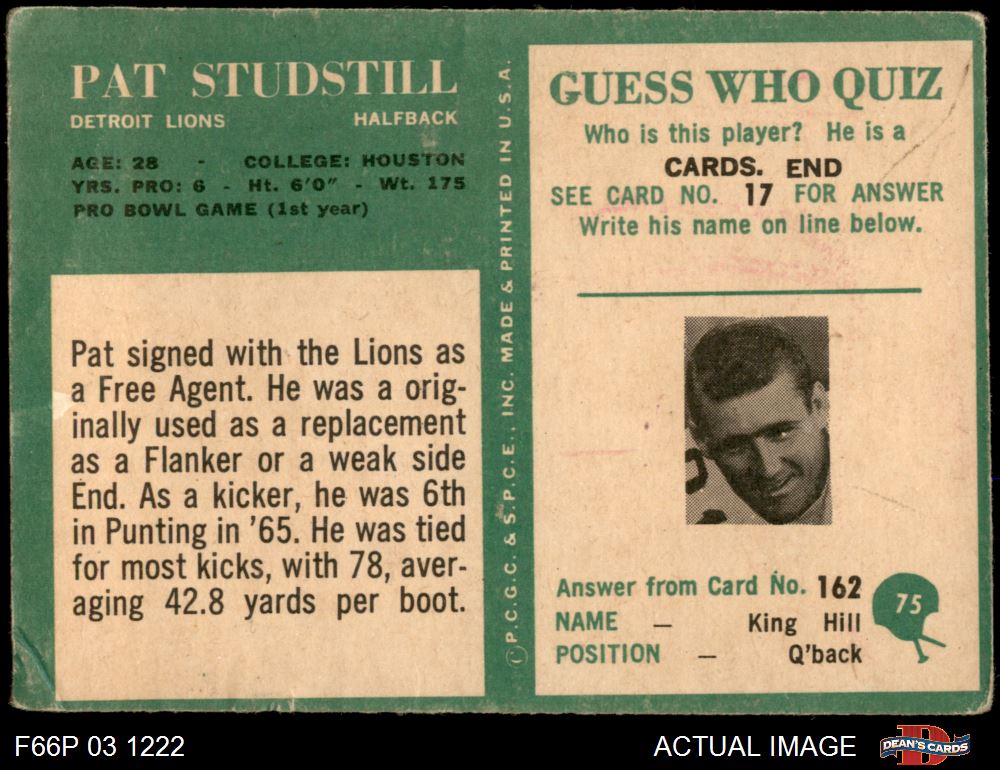 PAT STUDSTILL
DETROIT LIONS HALFBACK
AGE: 28 - COLLEGE: HOUSTON
YRS. PRO: 6 - Ht. 6'0" - Wt. 175
PRO BOWL GAME (1st year)
Pat signed with the Lions as
a Free Agent. He was a orig-
inally used as a replacement
as a Flanker or a weak side
End. As a kicker, he was 6th
in Punting in '65. He was tied
for most kicks, with 78, aver-
aging 42.8 yards per boot.
© P.C.G.C. & S.P.C.E., INC. MADE & PRINTED IN U.S.A.
GUESS WHO QUIZ
Who is this player? He is a
CARDS. END
SEE CARD NO. 17 FOR ANSWER
Write his name on line below.
Answer from Card No. 162
NAME — King Hill
POSITION — Q'back
75
F66P 03 1222
ACTUAL IMAGE
D
DEAN'S CARDS